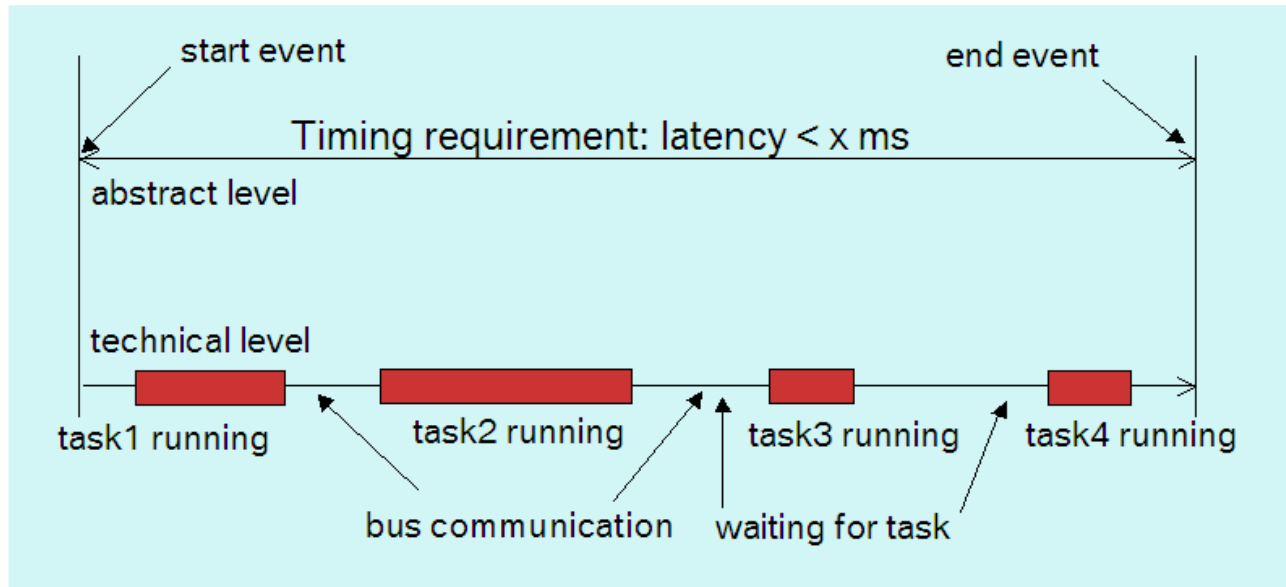 start event
end event
Timing requirement: latency < x ms
abstract level
technical level
task1 running
task2 running
task3 running
task4 running
bus communication
waiting for task